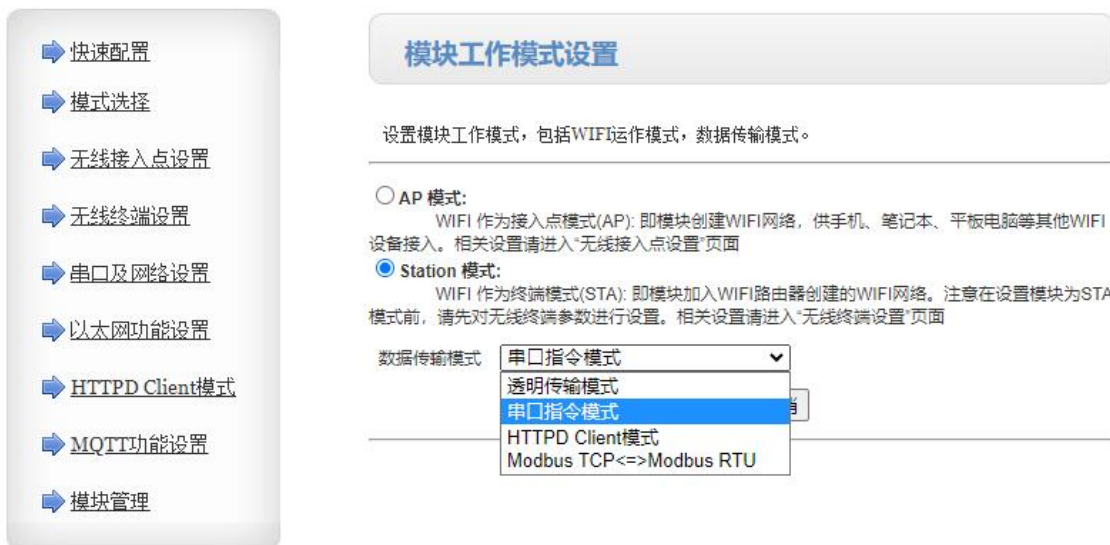 快速配置
模式选择
无线接入点设置
无线终端设置
串口及网络设置
以太网功能设置
HTTPD Client模式
MQTT功能设置
模块管理
模块工作模式设置
设置模块工作模式，包括WIFI运作模式，数据传输模式。
AP 模式:
WIFI 作为接入点模式(AP): 即模块创建WIFI网络，供手机、笔记本、平板电脑等其他WIFI
设备接入。相关设置请进入“无线接入点设置”页面
Station 模式:
WIFI 作为终端模式(STA): 即模块加入WIFI路由器创建的WIFI网络。注意在设置模块为STA
模式前，请先对无线终端参数进行设置。相关设置请进入“无线终端设置”页面
数据传输模式 串口指令模式
透明传输模式
串口指令模式
HTTPD Client模式
Modbus TCP<=>Modbus RTU